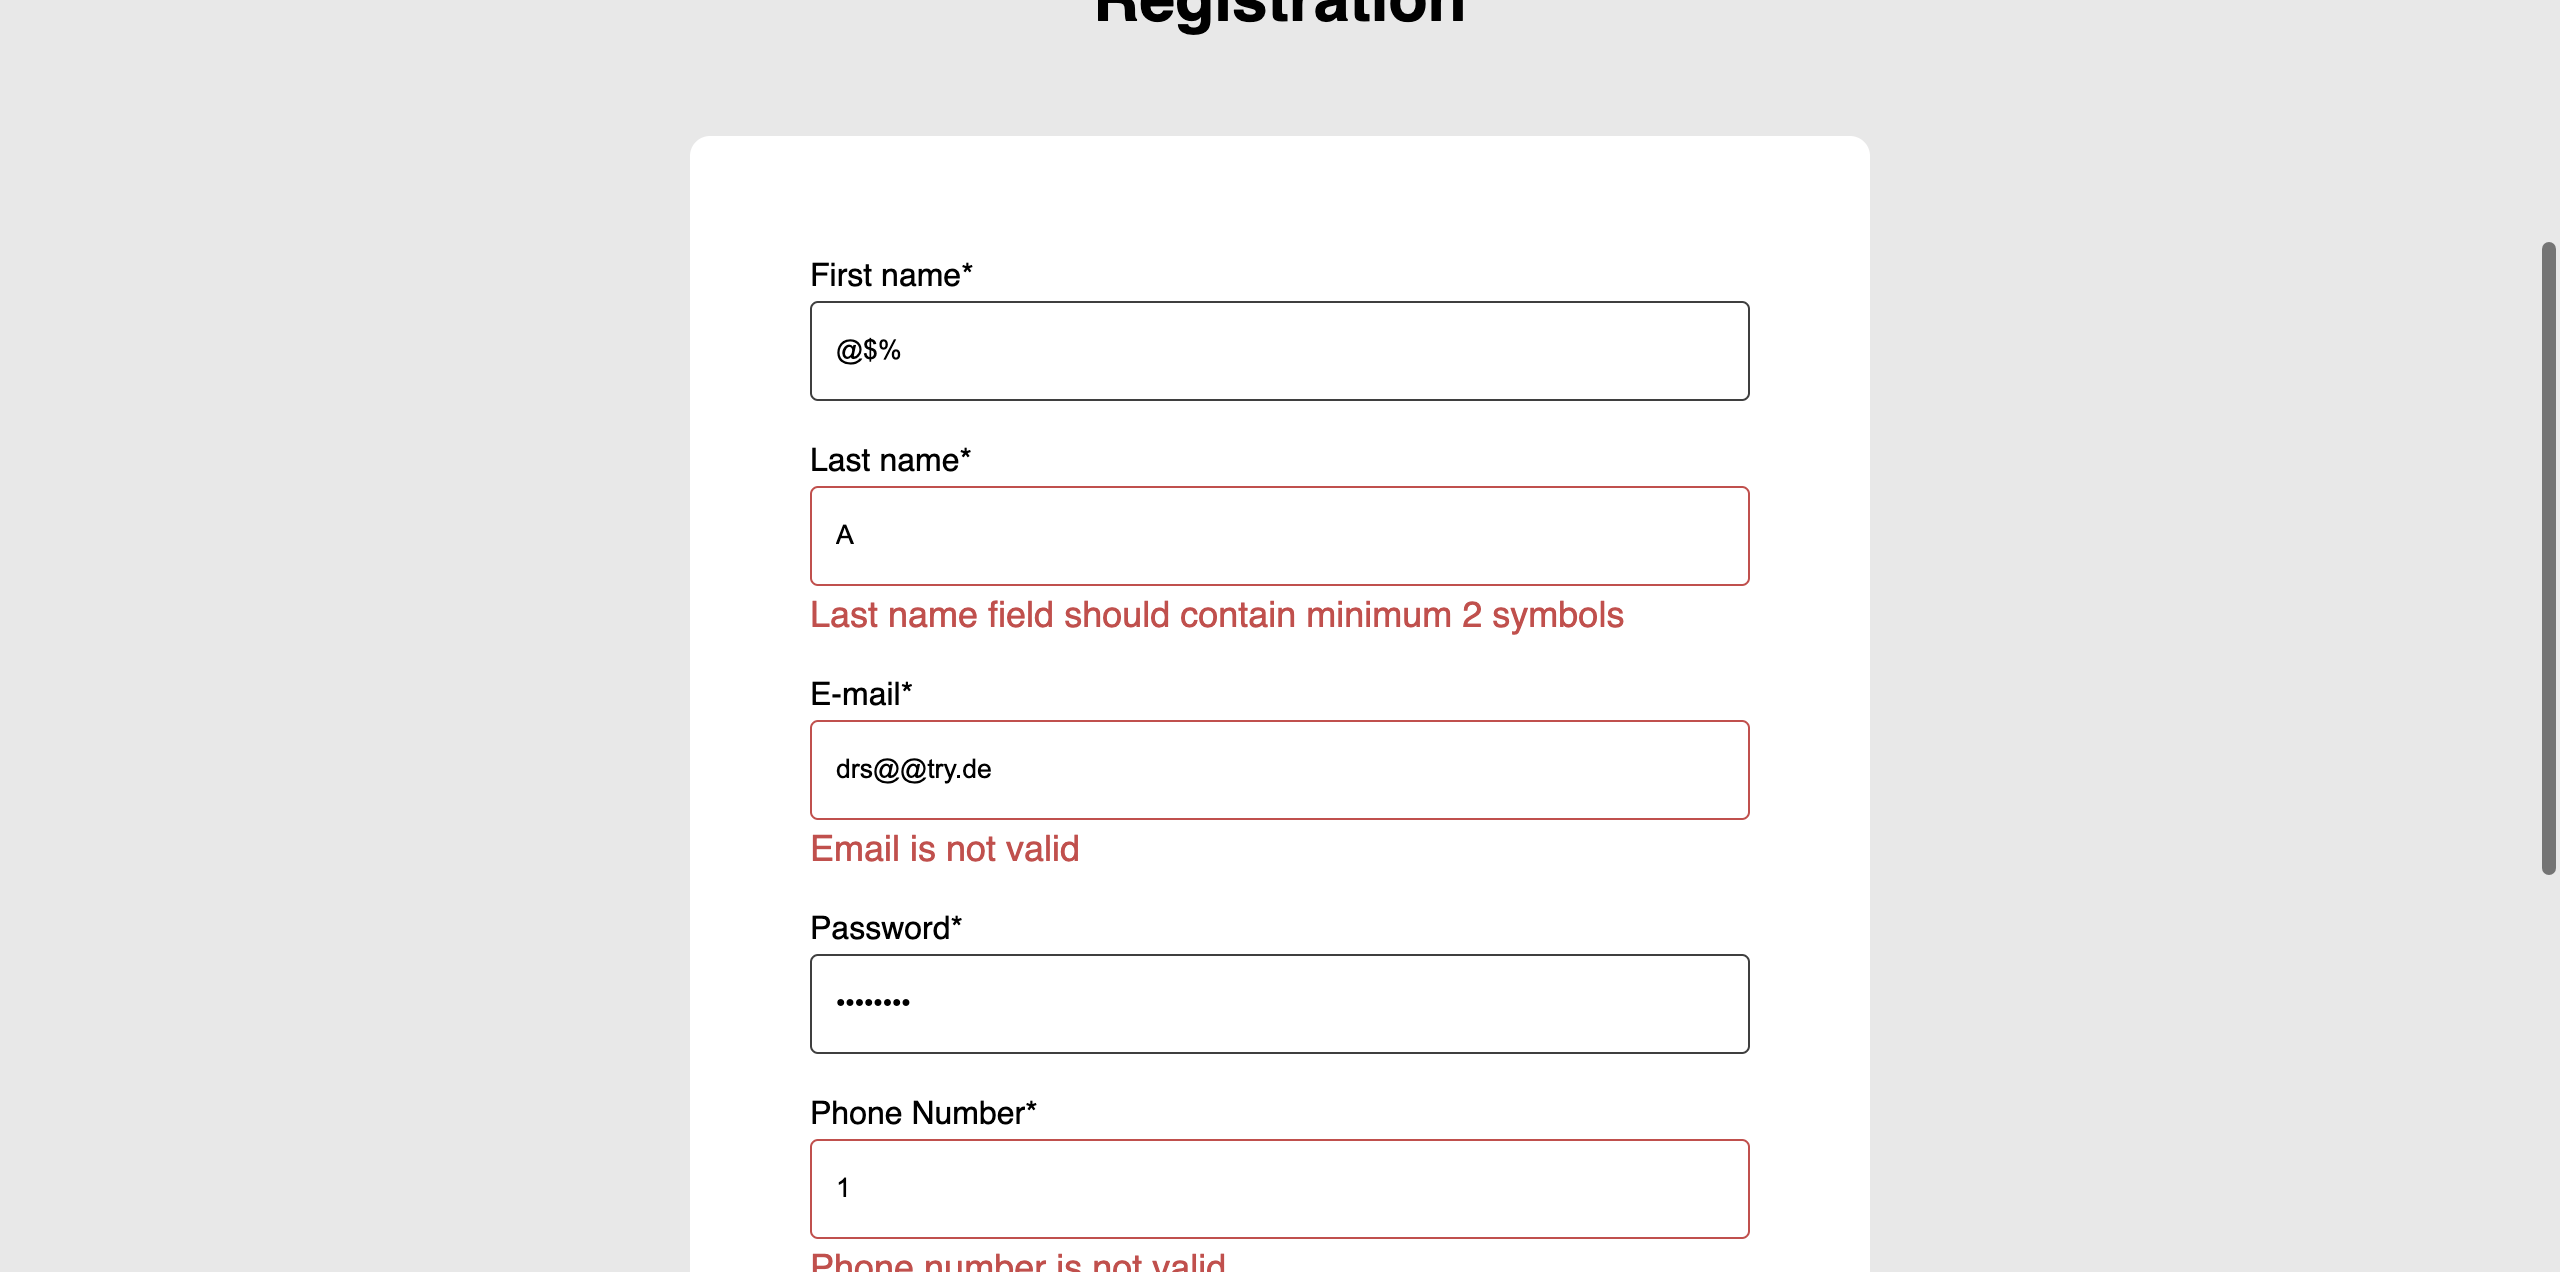 Registration
First name*
@$%
Last name*
A
Last name field should contain minimum 2 symbols
E-mail*
drs@@try.de
Email is not valid
Password*
••••••••
Phone Number*
1
Phone number is not valid